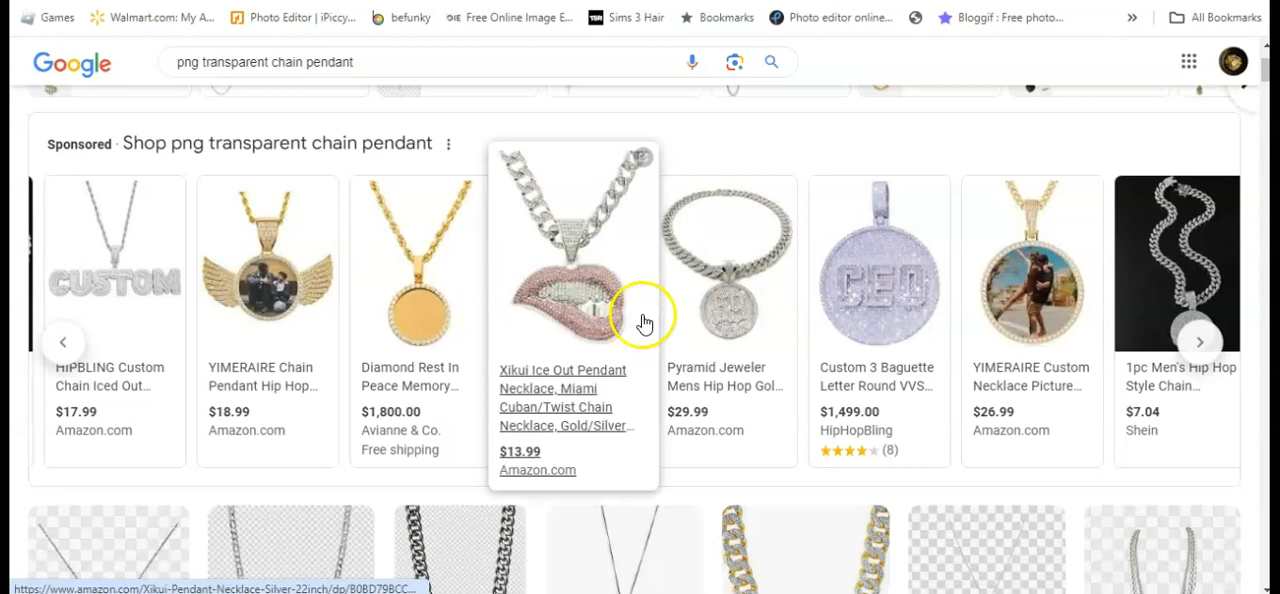 Games
Walmart.com: My A...
Photo Editor | iPiccy...
befunky
Free Online Image E...
TSR
Sims 3 Hair
Bookmarks
Photo editor online...
Bloggif : Free photo...
»
All Bookmarks
Google
png transparent chain pendant
Sponsored · Shop png transparent chain pendant
CUSTOM
CEO
HIPBLING Custom
Chain Iced Out...
$17.99
Amazon.com
YIMERAIRE Chain
Pendant Hip Hop...
$18.99
Amazon.com
Diamond Rest In
Peace Memory...
$1,800.00
Avianne & Co.
Free shipping
Xikui Ice Out Pendant
Necklace, Miami
Cuban/Twist Chain
Necklace, Gold/Silver...
$13.99
Amazon.com
Pyramid Jeweler
Mens Hip Hop Gol...
$29.99
Amazon.com
Custom 3 Baguette
Letter Round VVS...
$1,499.00
HipHopBling
(8)
YIMERAIRE Custom
Necklace Picture...
$26.99
Amazon.com
1pc Men's Hip Hop
Style Chain...
$7.04
Shein
https://www.amazon.com/Xikui-Pendant-Necklace-Silver-22inch/dp/B0BD79BCC...